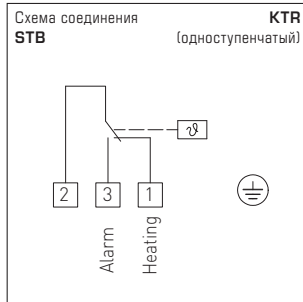 Схема соединения KTR
STB (одноступенчатый)
ϑ
2 3 1
Alarm
Heating